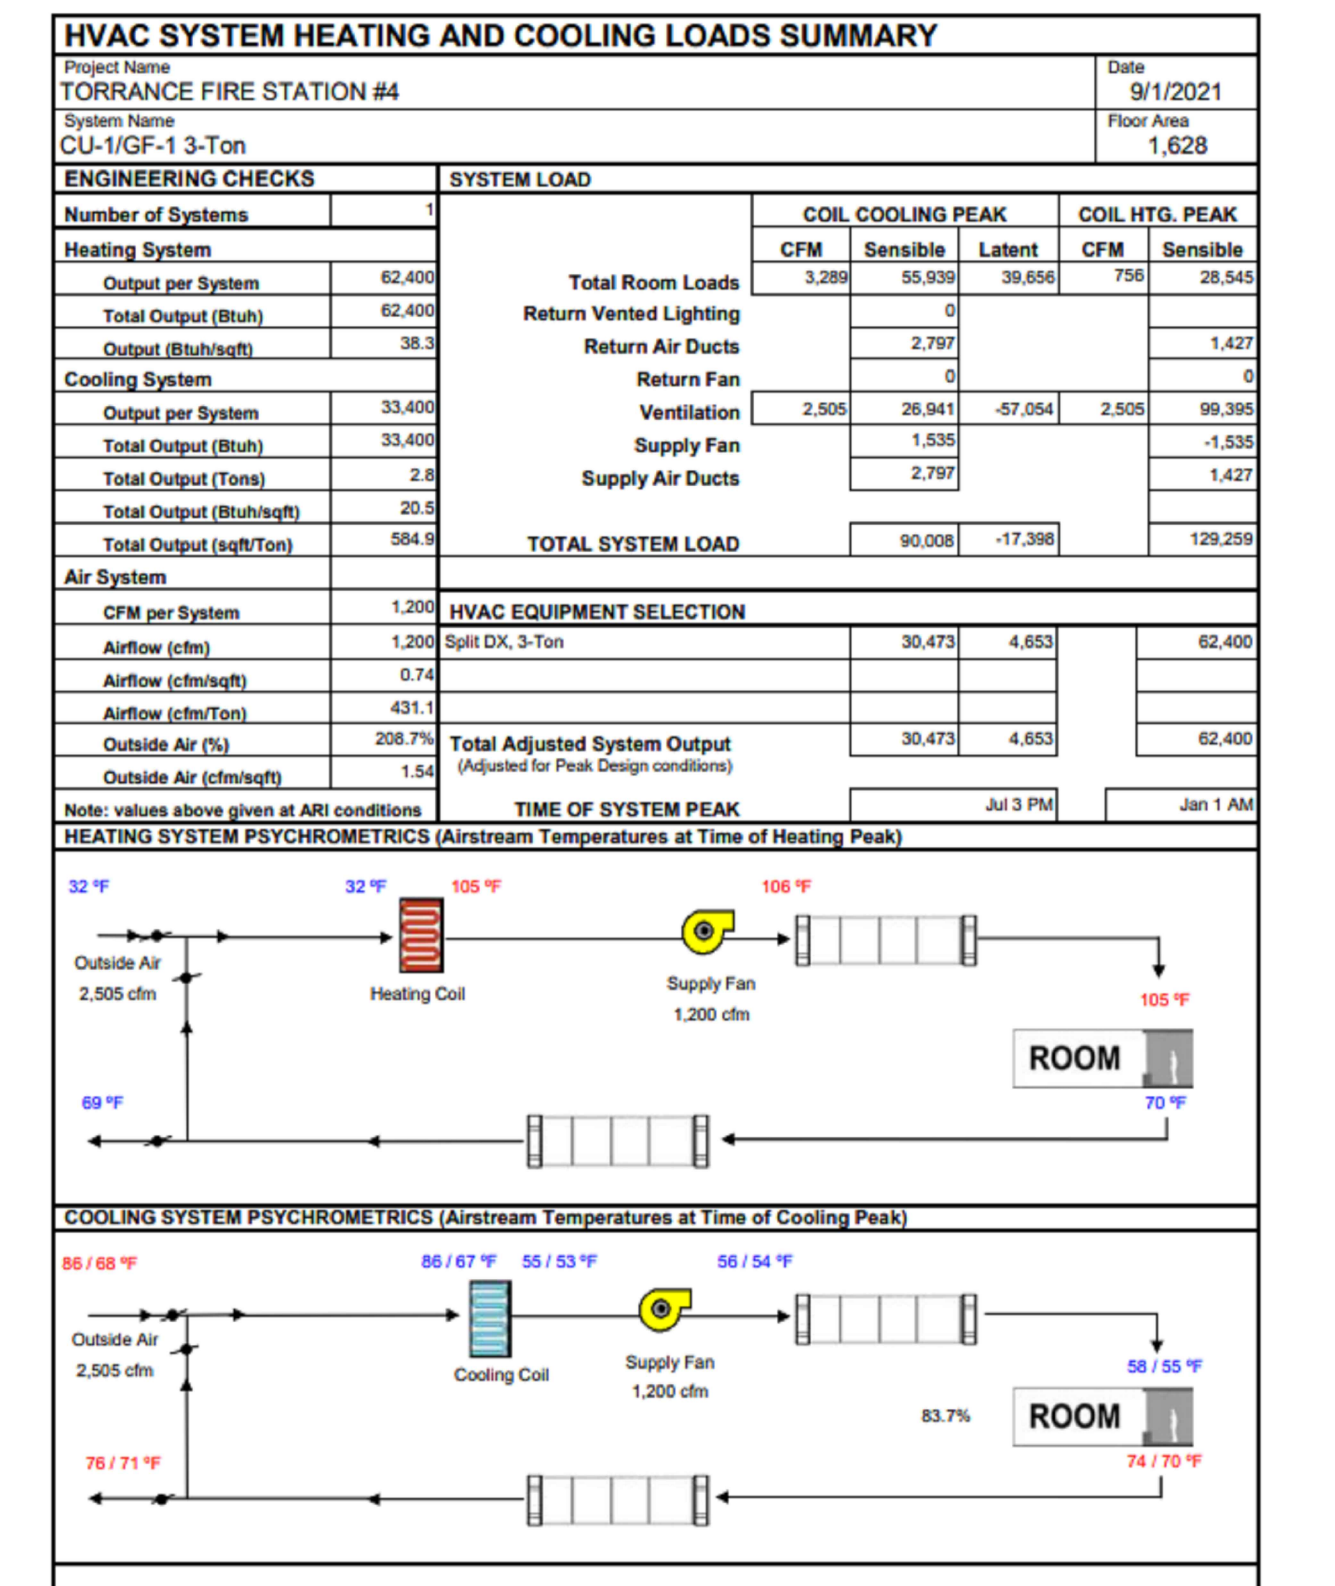 HVAC SYSTEM HEATING AND COOLING LOADS SUMMARY
Project Name
Date
TORRANCE FIRE STATION #4
9/1/2021
System Name
Floor Area
CU-1/GF-1 3-Ton
1,628
ENGINEERING CHECKS
SYSTEM LOAD
Number of Systems 1
COIL COOLING PEAK COIL HTG. PEAK
Heating System
CFM Sensible Latent CFM Sensible
Output per System 62,400
Total Room Loads 3,289 55,939 39,656 756 28,545
Total Output (Btuh) 62,400
Return Vented Lighting 0
Output (Btuh/sqft) 38.3
Return Air Ducts 2,797 1,427
Cooling System
Return Fan 0 0
Output per System 33,400
Ventilation 2,505 26,941 -57,054 2,505 99,395
Total Output (Btuh) 33,400
Supply Fan 1,535 -1,535
Total Output (Tons) 2.8
Supply Air Ducts 2,797 1,427
Total Output (Btuh/sqft) 20.5
Total Output (sqft/Ton) 584.9
TOTAL SYSTEM LOAD 90,008 -17,398 129,259
Air System
CFM per System 1,200
HVAC EQUIPMENT SELECTION
Airflow (cfm) 1,200
Split DX, 3-Ton 30,473 4,653 62,400
Airflow (cfm/sqft) 0.74
Airflow (cfm/Ton) 431.1
Outside Air (%) 208.7%
Total Adjusted System Output 30,473 4,653 62,400
(Adjusted for Peak Design conditions)
Outside Air (cfm/sqft) 1.54
Note: values above given at ARI conditions
TIME OF SYSTEM PEAK Jul 3 PM Jan 1 AM
HEATING SYSTEM PSYCHROMETRICS (Airstream Temperatures at Time of Heating Peak)
32 ºF 32 ºF 105 ºF 106 ºF
Outside Air
2,505 cfm
Heating Coil
Supply Fan
1,200 cfm
105 ºF
ROOM
69 ºF
70 ºF
COOLING SYSTEM PSYCHROMETRICS (Airstream Temperatures at Time of Cooling Peak)
86 / 68 ºF 86 / 67 ºF 55 / 53 ºF 56 / 54 ºF
Outside Air
2,505 cfm
Cooling Coil
Supply Fan
1,200 cfm
58 / 55 ºF
83.7%
ROOM
76 / 71 ºF
74 / 70 ºF